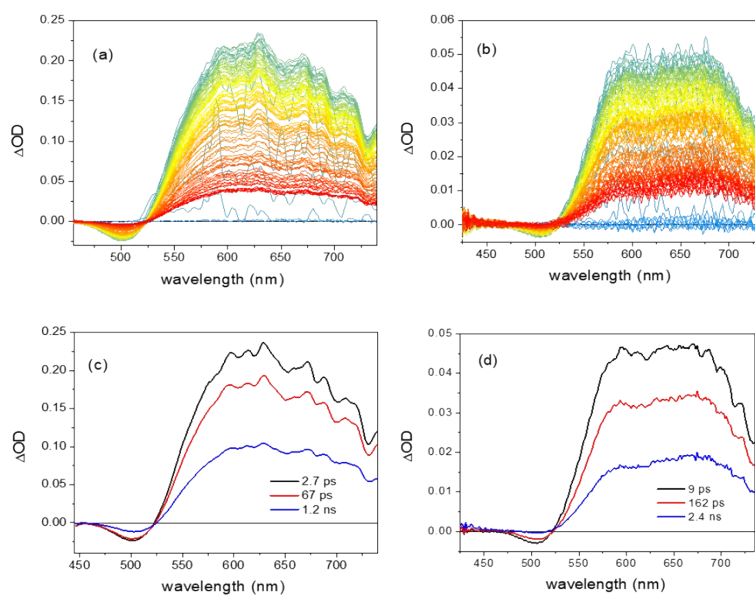 (a)
0.25
0.20
0.15
0.10
0.05
0.00
ΔOD
500 550 600 650 700
wavelength (nm)
(b)
0.06
0.05
0.04
0.03
0.02
0.01
0.00
ΔOD
450 500 550 600 650 700
wavelength (nm)
(c)
0.25
0.20
0.15
0.10
0.05
0.00
ΔOD
2.7 ps
67 ps
1.2 ns
450 500 550 600 650 700
wavelength (nm)
(d)
0.05
0.04
0.03
0.02
0.01
0.00
ΔOD
9 ps
162 ps
2.4 ns
450 500 550 600 650 700
wavelength (nm)